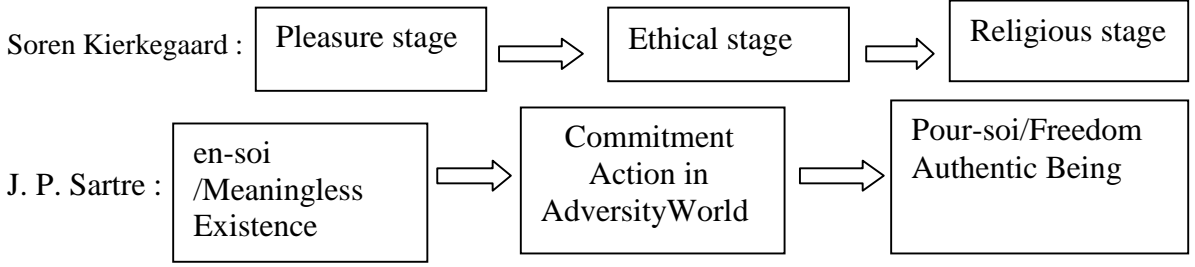 Soren Kierkegaard : Pleasure stage Ethical stage Religious stage
J. P. Sartre :
en-soi
/Meaningless
Existence
Commitment
Action in
AdversityWorld
Pour-soi/Freedom
Authentic Being